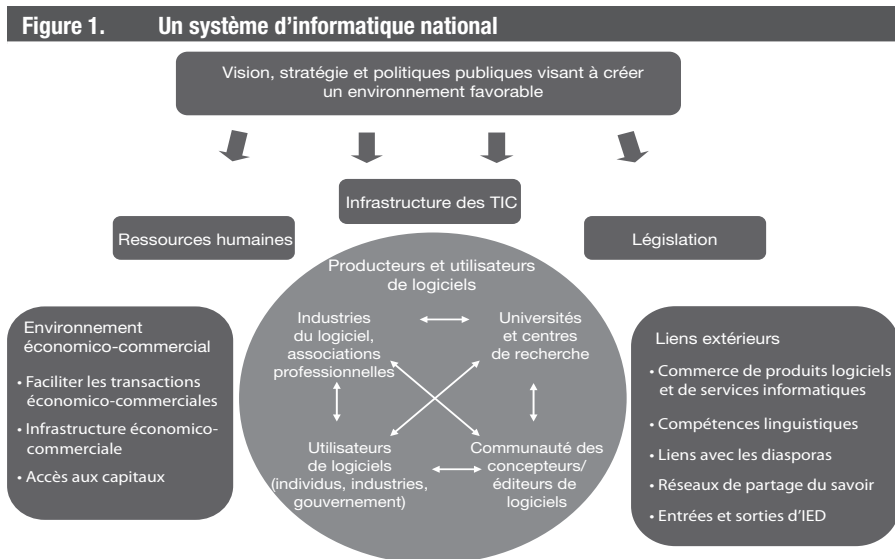 Figure 1. Un système d’informatique national
Vision, stratégie et politiques publiques visant à créer
un environnement favorable
Infrastructure des TIC
Ressources humaines
Législation
Producteurs et utilisateurs
de logiciels
Industries
du logiciel,
associations
professionnelles
Universités
et centres
de recherche
Utilisateurs
de logiciels
(individus, industries,
gouvernement)
Communauté des
concepteurs/
éditeurs de
logiciels
Environnement
économico-commercial
• Faciliter les transactions
économico-commerciales
• Infrastructure économico-
commerciale
• Accès aux capitaux
Liens extérieurs
• Commerce de produits logiciels
et de services informatiques
• Compétences linguistiques
• Liens avec les diasporas
• Réseaux de partage du savoir
• Entrées et sorties d’IED